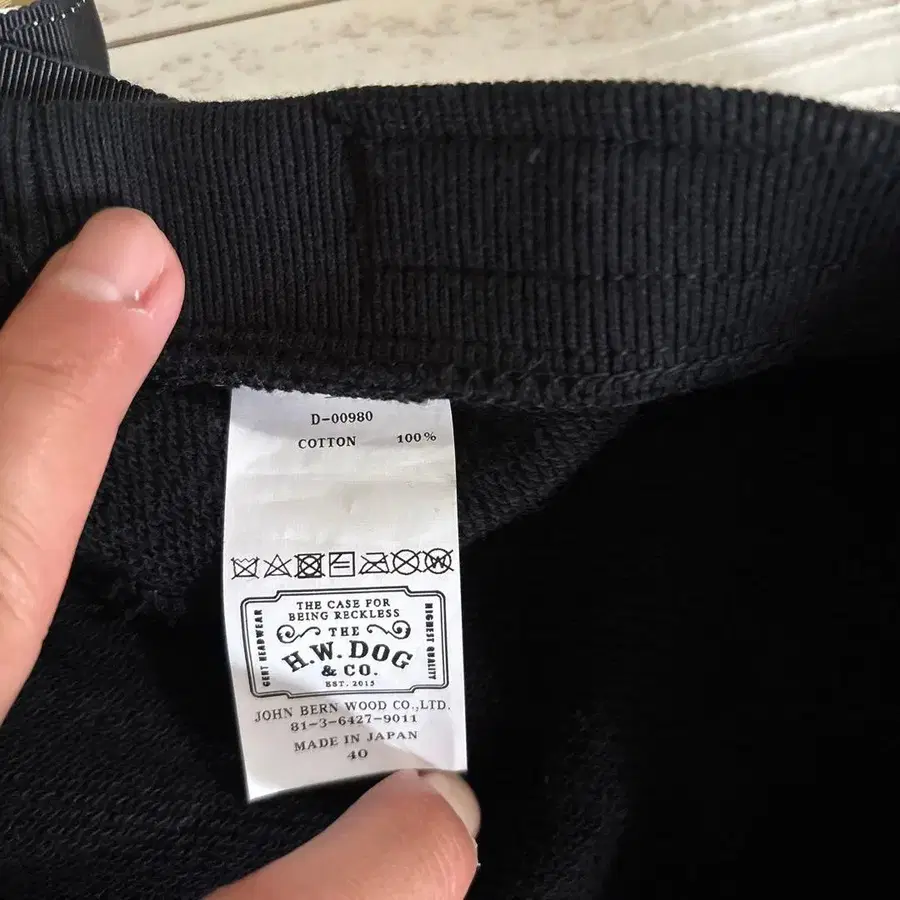 D-00980
COTTON 100%
W
THE CASE FOR
BEING RECKLESS
GENT HEADWEAR
HIGHEST QUALITY
THE
H.W. DOG
& CO.
EST. 2015
JOHN BERN WOOD CO.,LTD.
81-3-6427-9011
MADE IN JAPAN
40